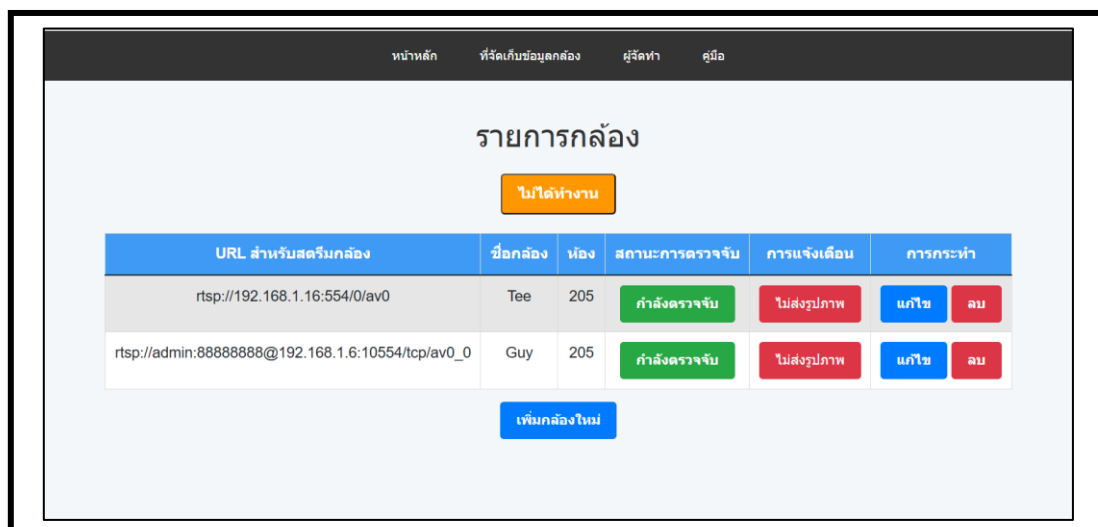 หน้าหลัก ที่จัดเก็บข้อมูลกล้อง ผู้จัดทำ คู่มือ
รายการกล้อง
ไม่ได้ทำงาน
URL สำหรับสตรีมกล้อง ชื่อกล้อง ห้อง สถานะการตรวจจับ การแจ้งเตือน การกระทำ
rtsp://192.168.1.16:554/0/av0 Tee 205 กำลังตรวจจับ ไม่ส่งรูปภาพ แก้ไข ลบ
rtsp://admin:88888888@192.168.1.6:10554/tcp/av0_0 Guy 205 กำลังตรวจจับ ไม่ส่งรูปภาพ แก้ไข ลบ
เพิ่มกล้องใหม่